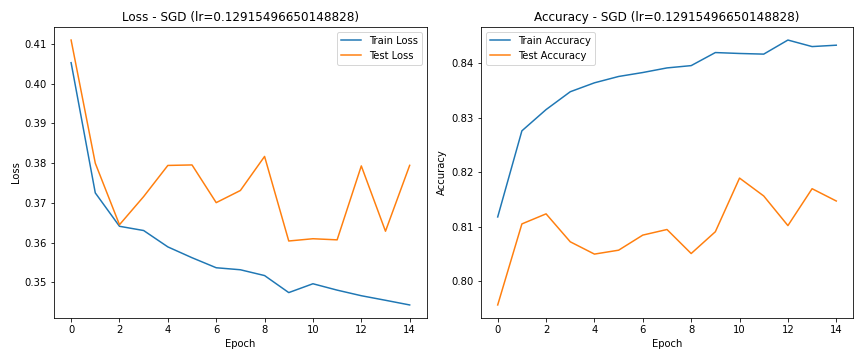 Loss - SGD (lr=0.12915496650148828)
Train Loss
Test Loss
0.41
0.40
0.39
0.38
0.37
0.36
0.35
Loss
0 2 4 6 8 10 12 14
Epoch
Accuracy - SGD (lr=0.12915496650148828)
Train Accuracy
Test Accuracy
0.84
0.83
0.82
0.81
0.80
Accuracy
0 2 4 6 8 10 12 14
Epoch